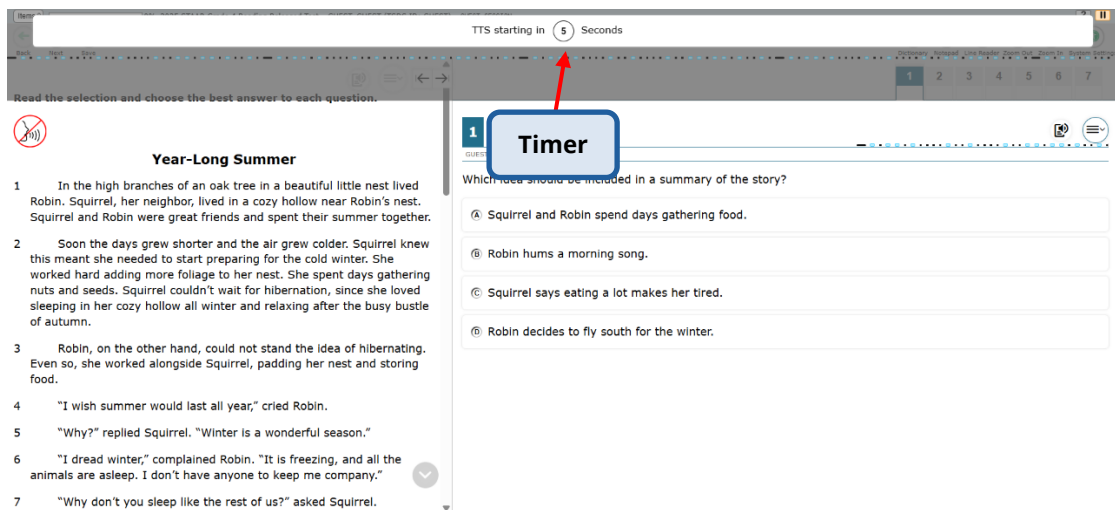 TTS starting in 5 Seconds
Back Next Save
Dictionary Notepad Line Reader Zoom Out Zoom In System Setting
1 2 3 4 5 6 7
Read the selection and choose the best answer to each question.
Timer
Year-Long Summer
1 In the high branches of an oak tree in a beautiful little nest lived
Robin. Squirrel, her neighbor, lived in a cozy hollow near Robin's nest.
Squirrel and Robin were great friends and spent their summer together.
2 Soon the days grew shorter and the air grew colder. Squirrel knew
this meant she needed to start preparing for the cold winter. She
worked hard adding more foliage to her nest. She spent days gathering
nuts and seeds. Squirrel couldn't wait for hibernation, since she loved
sleeping in her cozy hollow all winter and relaxing after the busy bustle
of autumn.
3 Robin, on the other hand, could not stand the idea of hibernating.
Even so, she worked alongside Squirrel, padding her nest and storing
food.
4 "I wish summer would last all year," cried Robin.
5 "Why?" replied Squirrel. "Winter is a wonderful season."
6 "I dread winter," complained Robin. "It is freezing, and all the
animals are asleep. I don't have anyone to keep me company."
7 "Why don't you sleep like the rest of us?" asked Squirrel.
1
GUEST
Which idea should be included in a summary of the story?
A Squirrel and Robin spend days gathering food.
B Robin hums a morning song.
C Squirrel says eating a lot makes her tired.
D Robin decides to fly south for the winter.